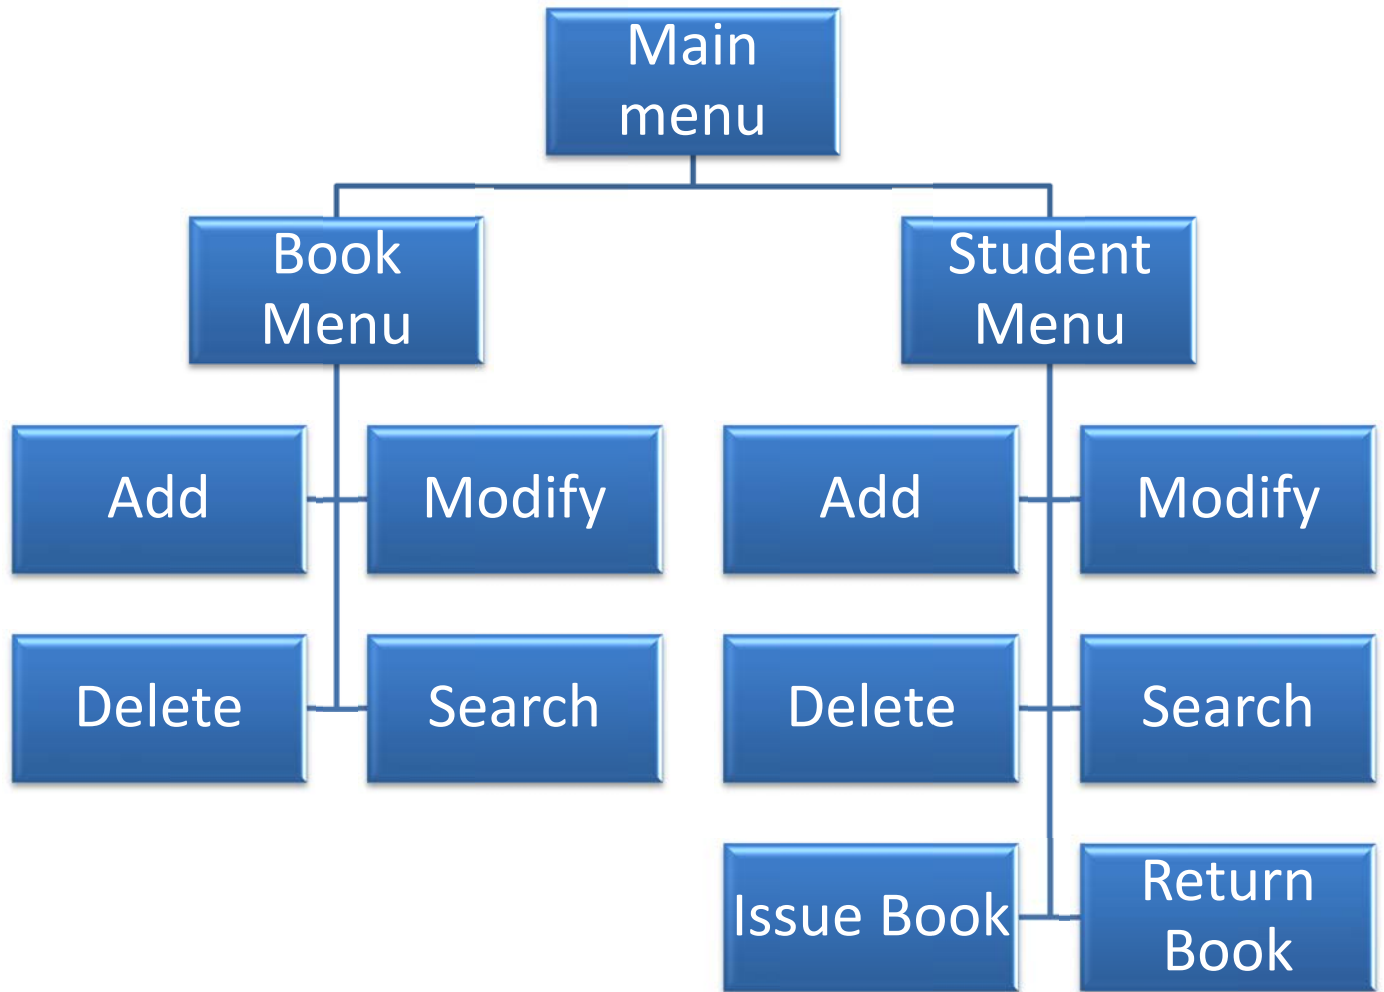 Main
menu
Book
Menu
Student
Menu
Add
Modify
Add
Modify
Delete
Search
Delete
Search
Issue Book
Return
Book